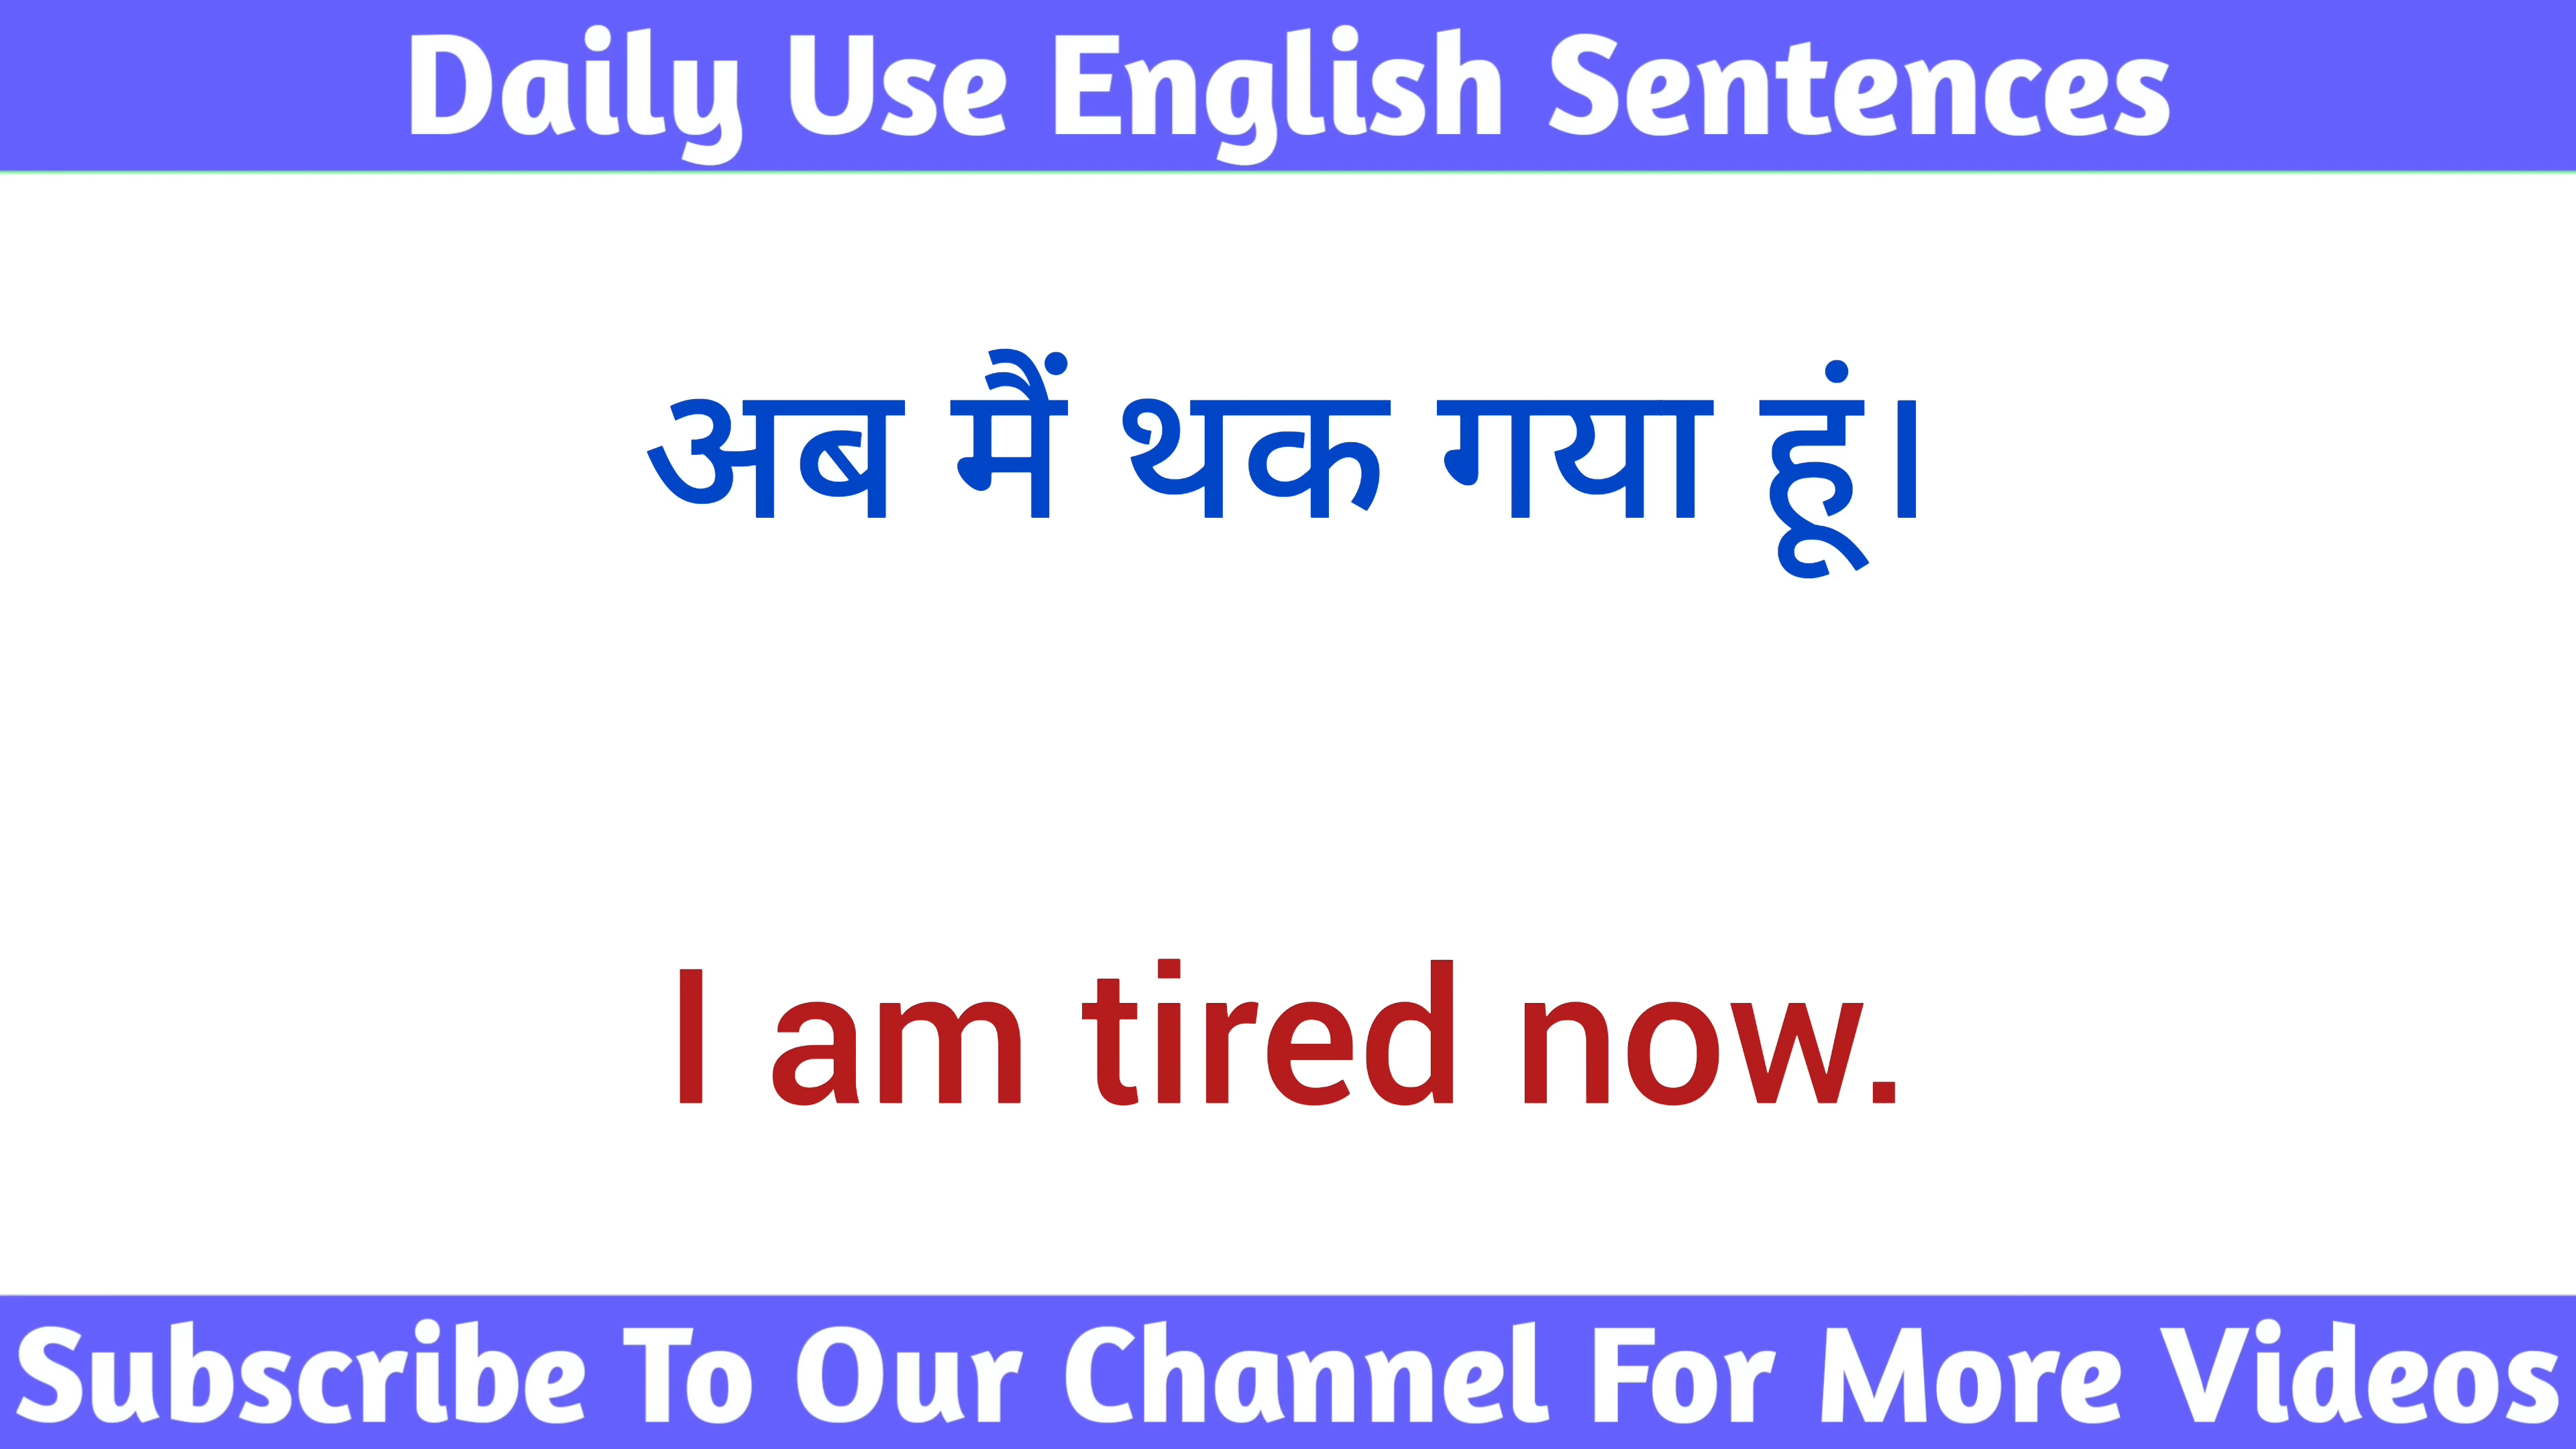 Daily Use English Sentences
अब मैं थक गया हूं।
I am tired now.
Subscribe To Our Channel For More Videos